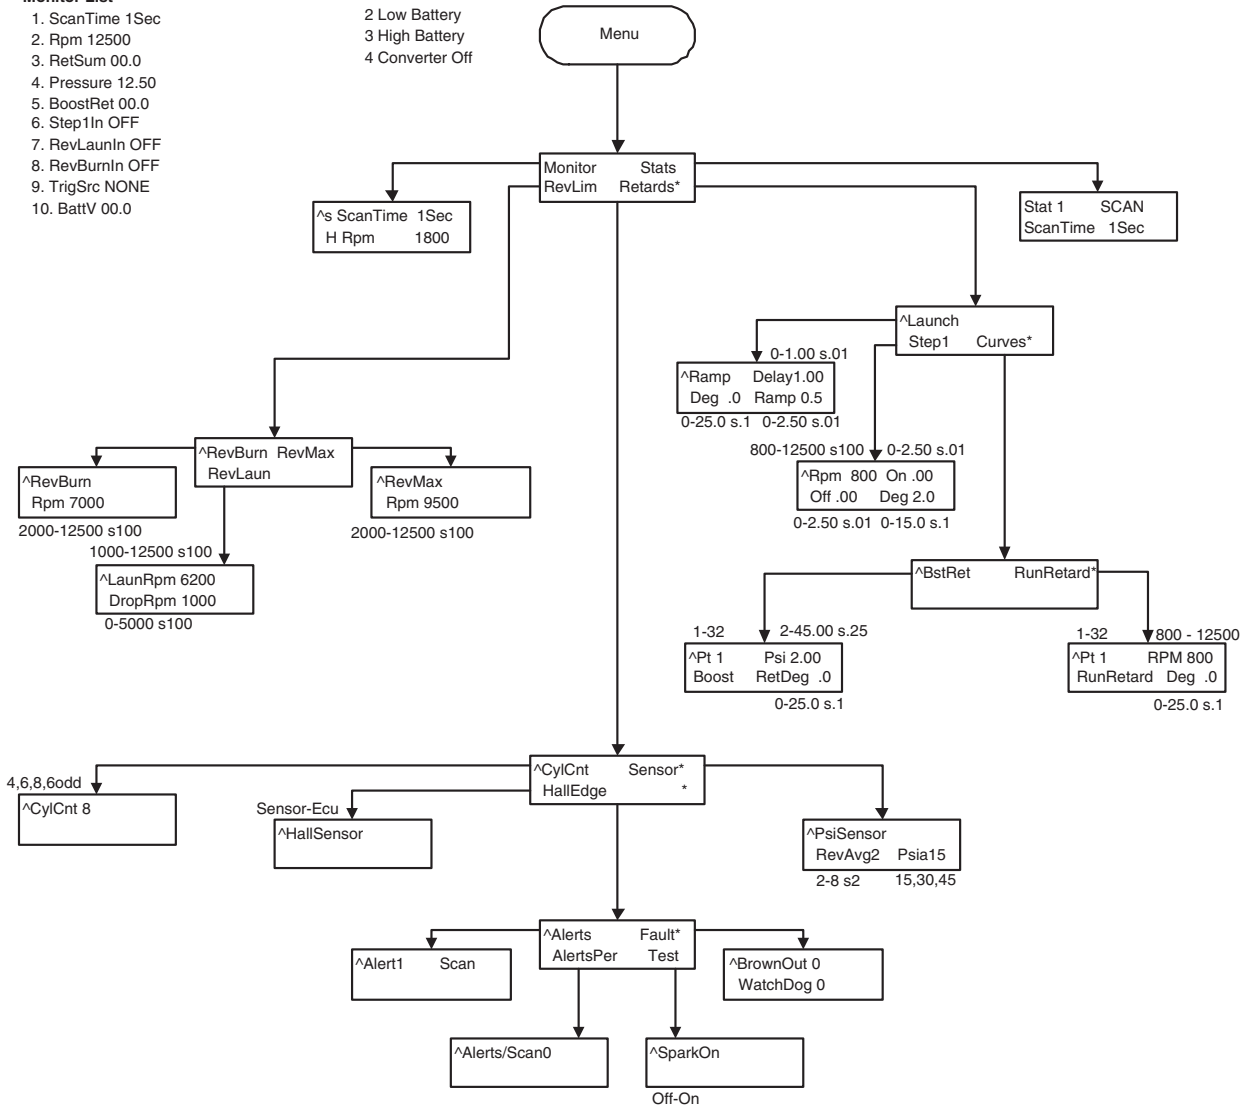 1. ScanTime 1Sec
2. Rpm 12500
3. RetSum 00.0
4. Pressure 12.50
5. BoostRet 00.0
6. Step1In OFF
7. RevLaunIn OFF
8. RevBurnIn OFF
9. TrigSrc NONE
10. BattV 00.0
2 Low Battery
3 High Battery
4 Converter Off
Menu
Monitor Stats
RevLim Retards*
^s ScanTime 1Sec
H Rpm 1800
Stat 1 SCAN
ScanTime 1Sec
^Launch
Step1 Curves*
0-1.00 s.01
^Ramp Delay1.00
Deg .0 Ramp 0.5
0-25.0 s.1 0-2.50 s.01
800-12500 s100 0-2.50 s.01
^Rpm 800 On .00
Off .00 Deg 2.0
0-2.50 s.01 0-15.0 s.1
^RevBurn RevMax
RevLaun
^RevBurn
Rpm 7000
2000-12500 s100
^RevMax
Rpm 9500
2000-12500 s100
1000-12500 s100
^LaunRpm 6200
DropRpm 1000
0-5000 s100
^BstRet RunRetard*
1-32 2-45.00 s.25
^Pt 1 Psi 2.00
Boost RetDeg .0
0-25.0 s.1
1-32 800 - 12500
^Pt 1 RPM 800
RunRetard Deg .0
0-25.0 s.1
^CylCnt Sensor*
HallEdge *
4,6,8,6odd
^CylCnt 8
Sensor-Ecu
^HallSensor
^PsiSensor
RevAvg2 Psia15
2-8 s2 15,30,45
^Alerts Fault*
AlertsPer Test
^Alert1 Scan
^BrownOut 0
WatchDog 0
^Alerts/Scan0
^SparkOn
Off-On